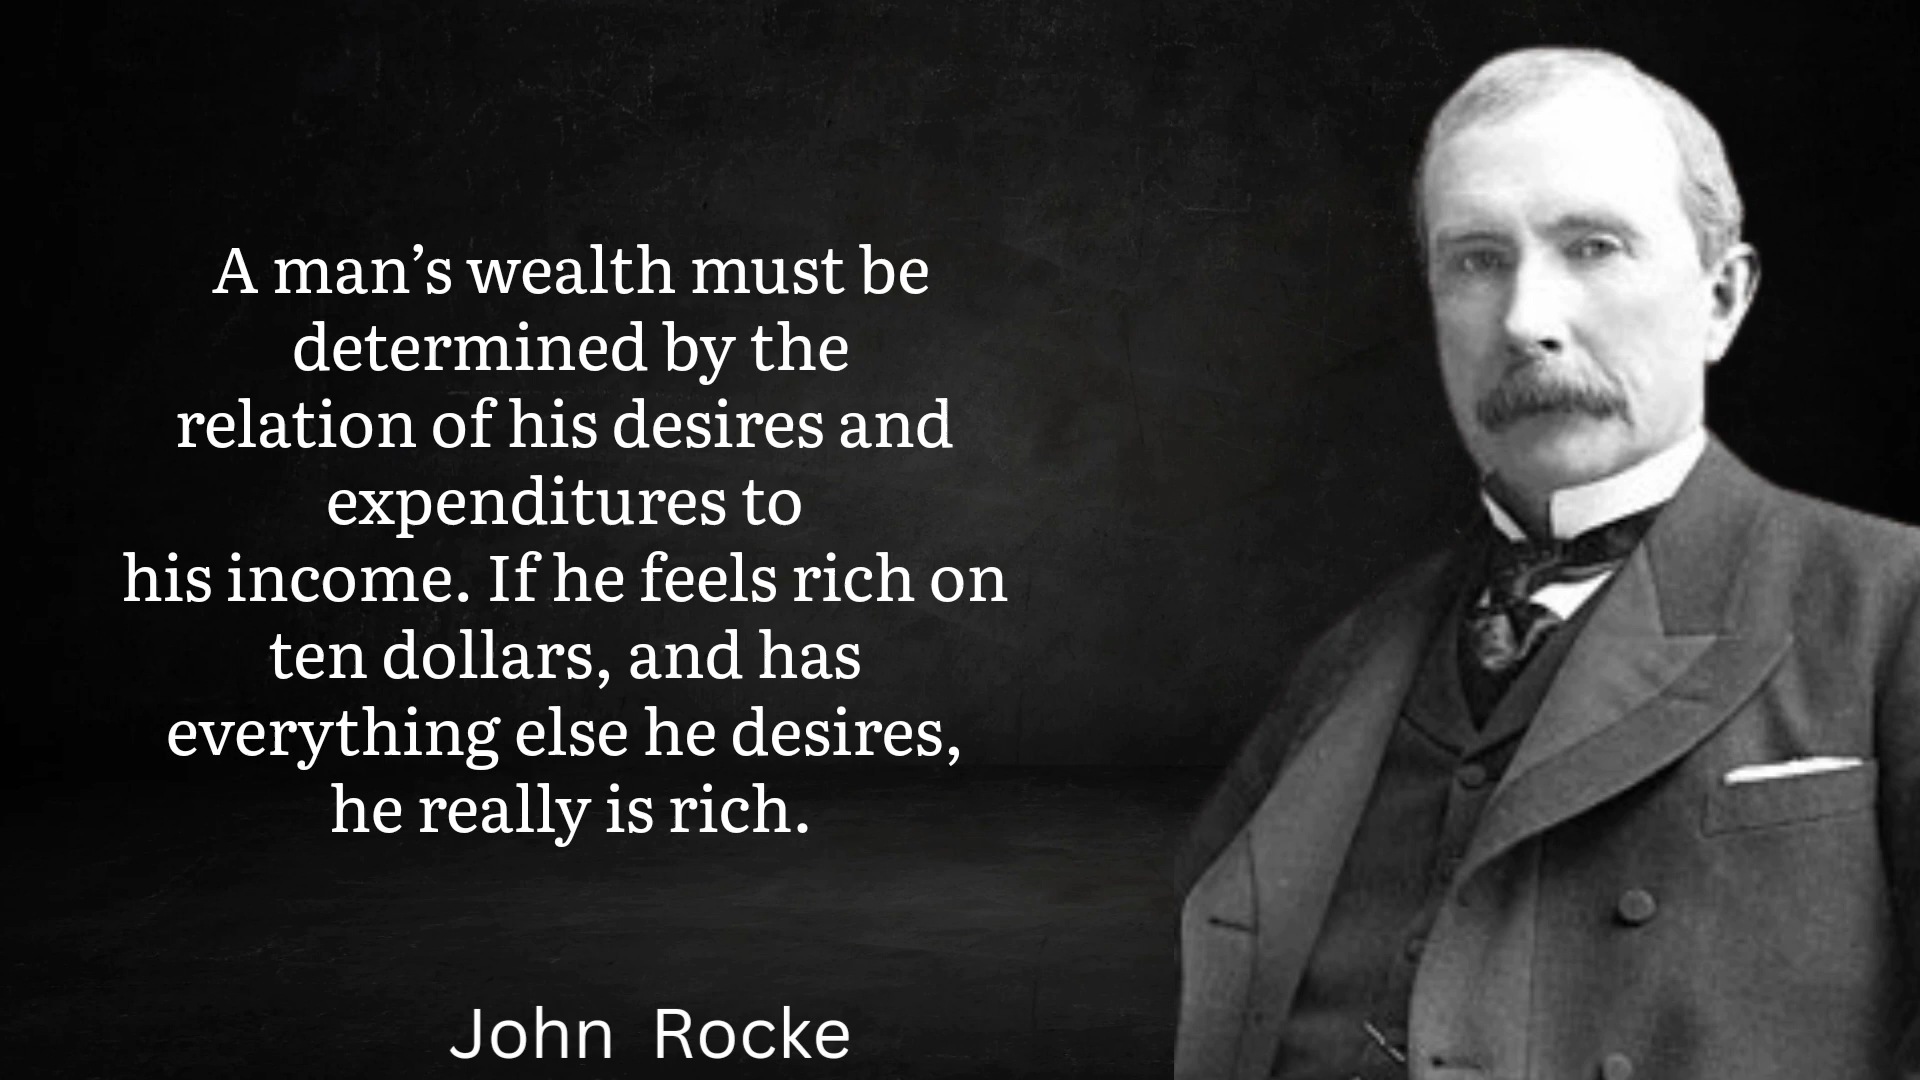 A man’s wealth must be
determined by the
relation of his desires and
expenditures to
his income. If he feels rich on
ten dollars, and has
everything else he desires,
he really is rich.
John Rocke